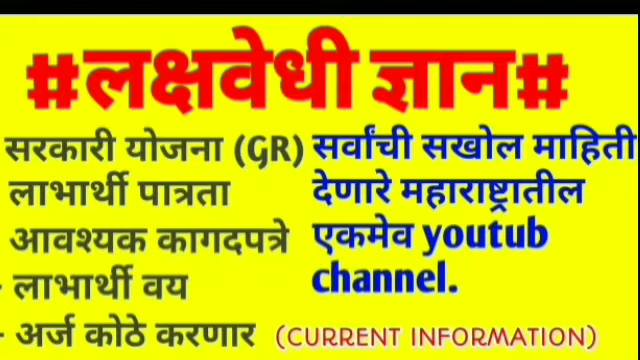 #लक्षवेधी ज्ञान#
सरकारी योजना (GR)
लाभार्थी पात्रता
आवश्यक कागदपत्रे
- लाभार्थी वय
- अर्ज कोठे करणार
सर्वांची सखोल माहिती
देणारे महाराष्ट्रातील
एकमेव youtub
channel.
(CURRENT INFORMATION)